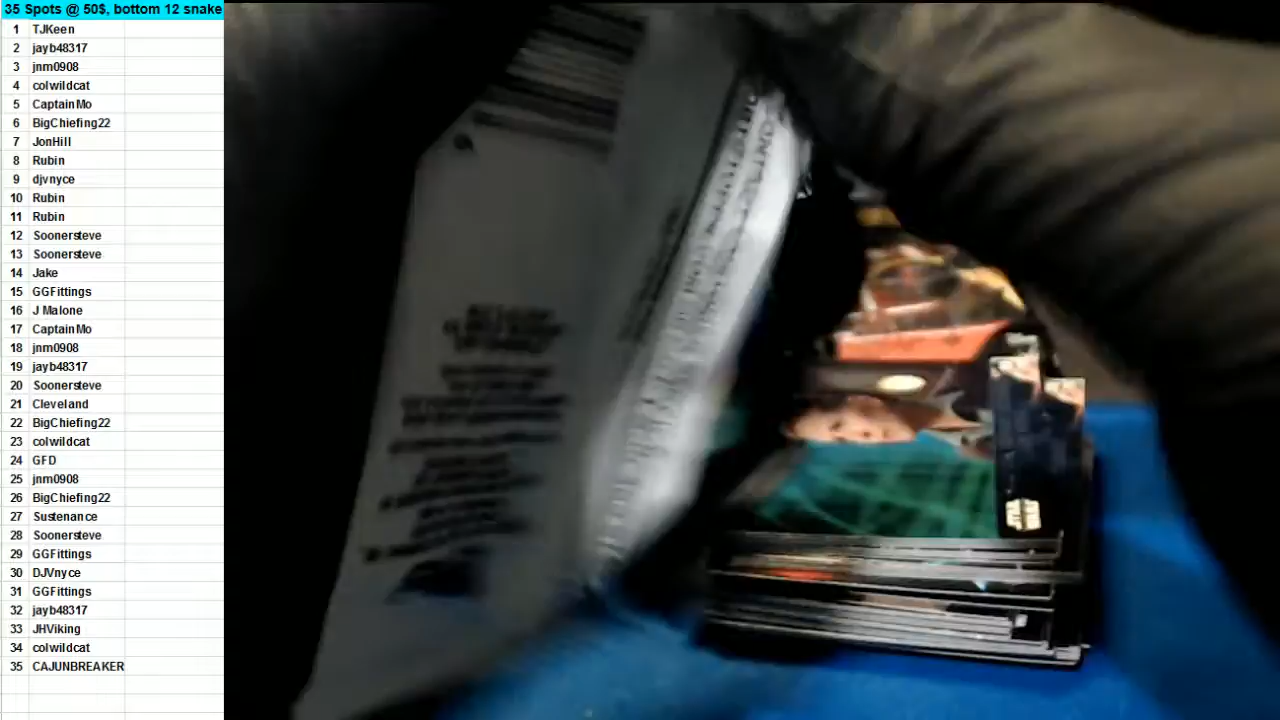 35 Spots @ 50$, bottom 12 snake
1 TJKeen
2 jayb48317
3 jnm0908
4 colwildcat
5 CaptainMo
6 BigChiefing22
7 JonHill
8 Rubin
9 djvnyce
10 Rubin
11 Rubin
12 Soonersteve
13 Soonersteve
14 Jake
15 GGFittings
16 J Malone
17 CaptainMo
18 jnm0908
19 jayb48317
20 Soonersteve
21 Cleveland
22 BigChiefing22
23 colwildcat
24 GFD
25 jnm0908
26 BigChiefing22
27 Sustenance
28 Soonersteve
29 GGFittings
30 DJVnyce
31 GGFittings
32 jayb48317
33 JHViking
34 colwildcat
35 CAJUNBREAKER